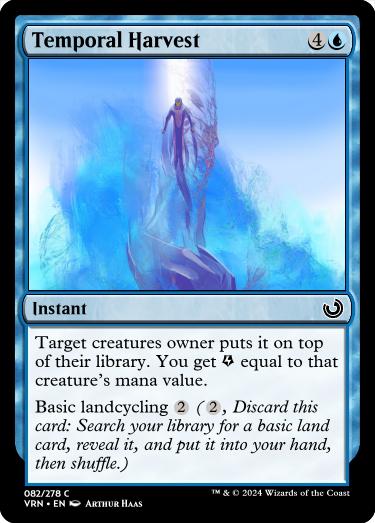 Temporal Harvest 4
Instant
Target creatures owner puts it on top
of their library. You get equal to that
creature's mana value.
Basic landcycling 2 ( 2, Discard this
card: Search your library for a basic land
card, reveal it, and put it into your hand,
then shuffle.)
082/278 C
VRN • EN Arthur Haas
™ & © 2024 Wizards of the Coast